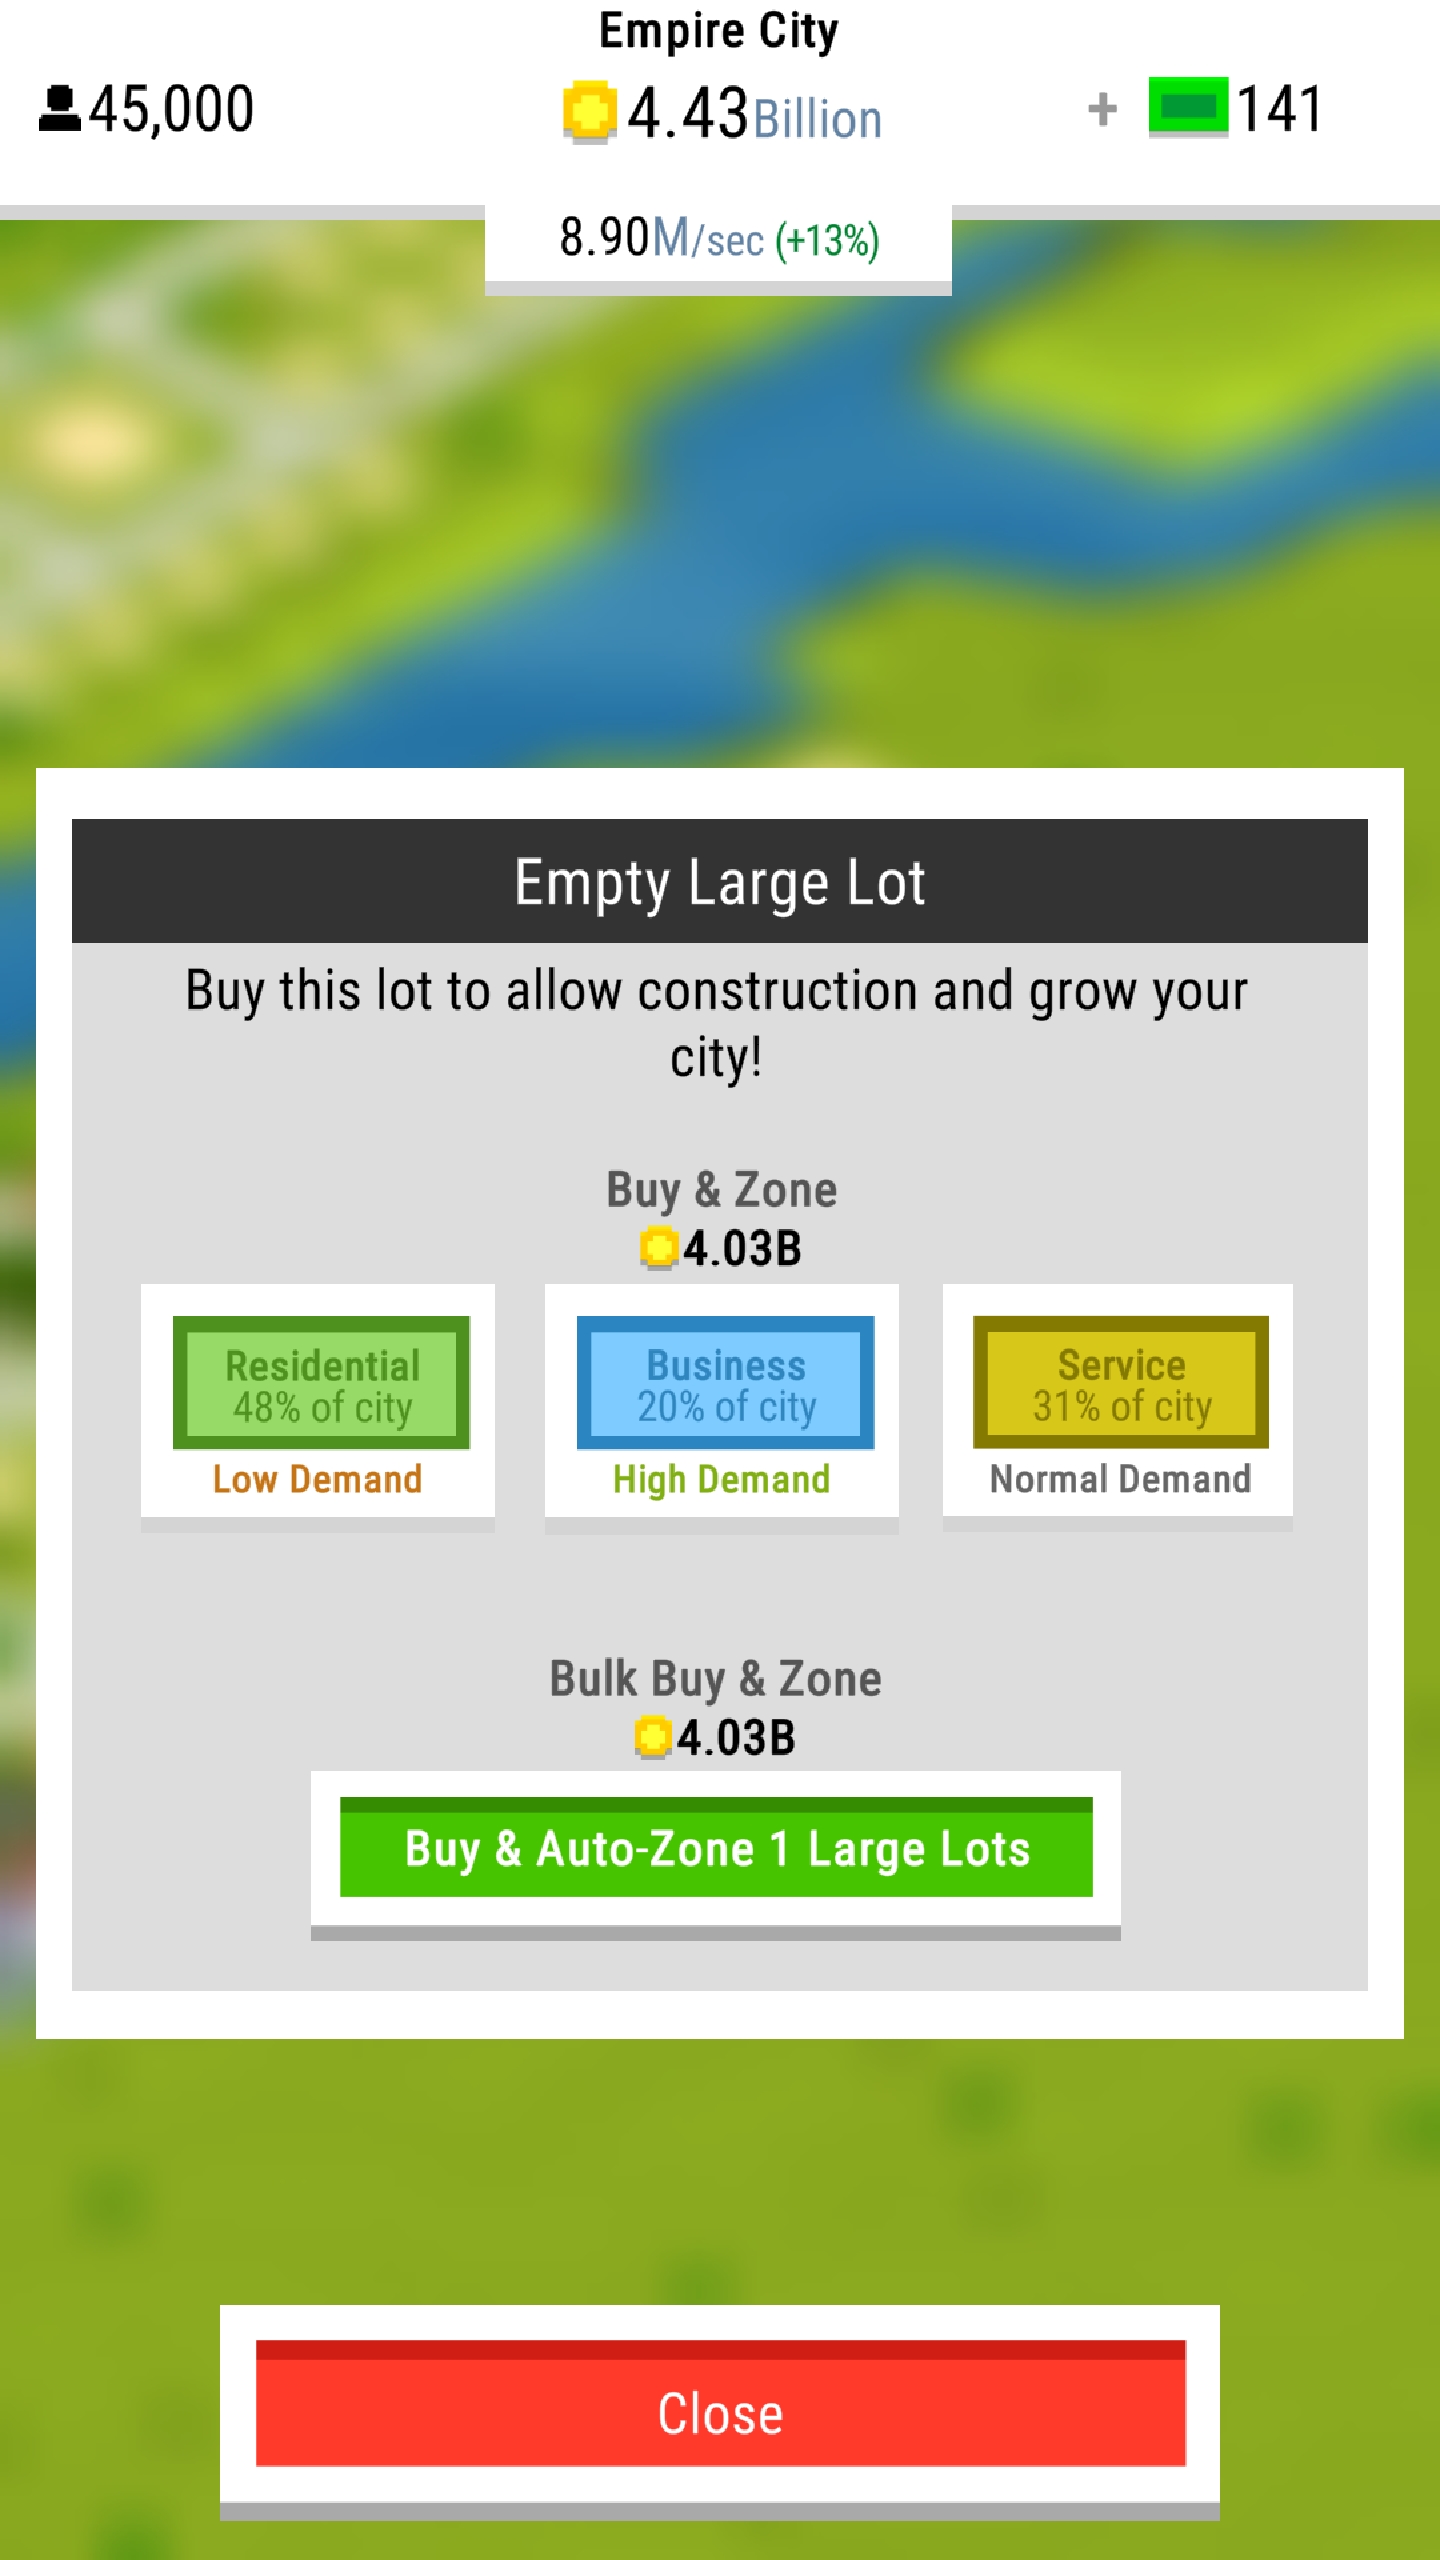 Empire City
45,000
4.43Billion
+ 141
8.90M/sec (+13%)
Empty Large Lot
Buy this lot to allow construction and grow your
city!
Buy & Zone
4.03B
Residential
48% of city
Low Demand
Business
20% of city
High Demand
Service
31% of city
Normal Demand
Bulk Buy & Zone
4.03B
Buy & Auto-Zone 1 Large Lots
Close